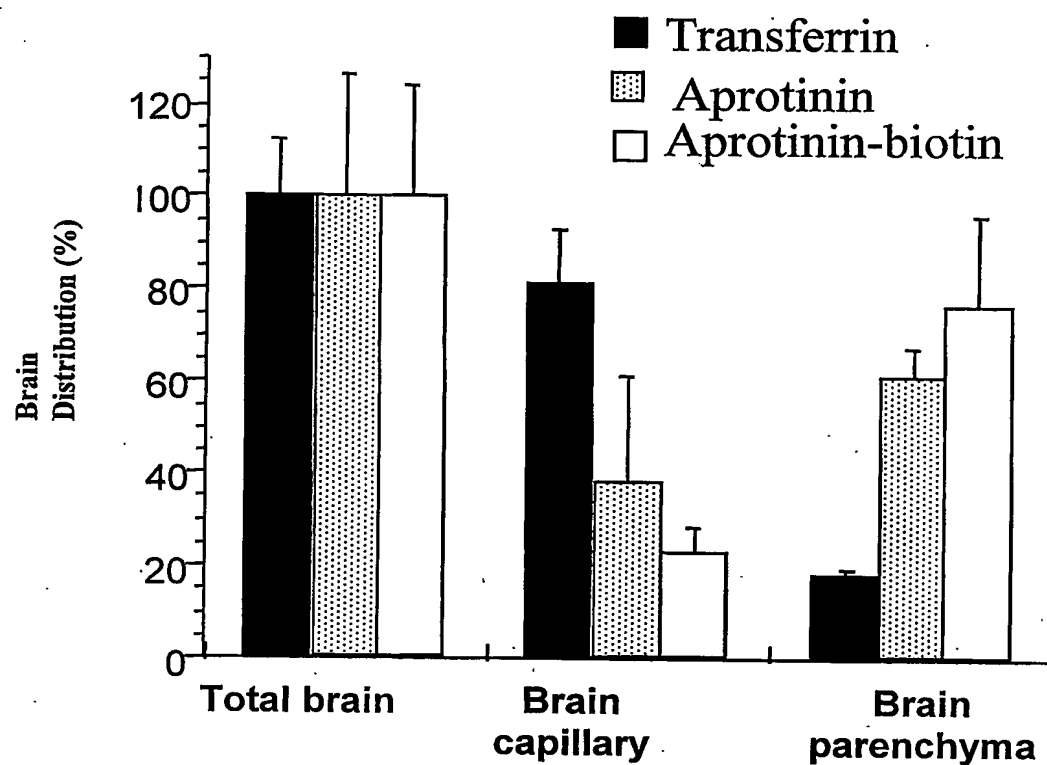 Transferrin
Aprotinin
Aprotinin-biotin
120
100
80
60
40
20
0
Brain
Distribution (%)
Total brain
Brain
capillary
Brain
parenchyma